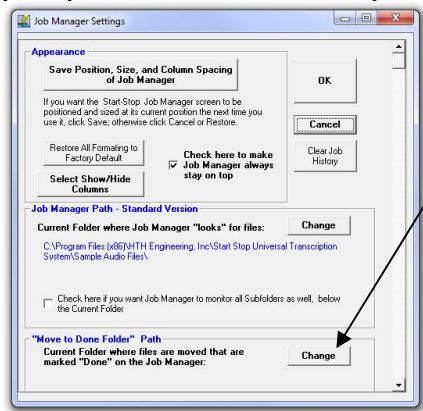 Job Manager Settings
Appearance
Save Position, Size, and Column Spacing
of Job Manager
OK
If you want the Start-Stop Job Manager screen to be
positioned and sized at its current position the next time you
use it, click Save; otherwise click Cancel or Restore.
Cancel
Restore All Formating to
Factory Default
Check here to make
Job Manager always
stay on top
Clear Job
History
Select Show/Hide
Columns
Job Manager Path - Standard Version
Current Folder where Job Manager "looks" for files:
Change
C:\Program Files (x86)\HTH Engineering, Inc\Start Stop Universal Transcription
System\Sample Audio Files\
Check here if you want Job Manager to monitor all Subfolders as well, below
the Current Folder
"Move to Done Folder" Path
Current Folder where files are moved that are
marked "Done" on the Job Manager:
Change